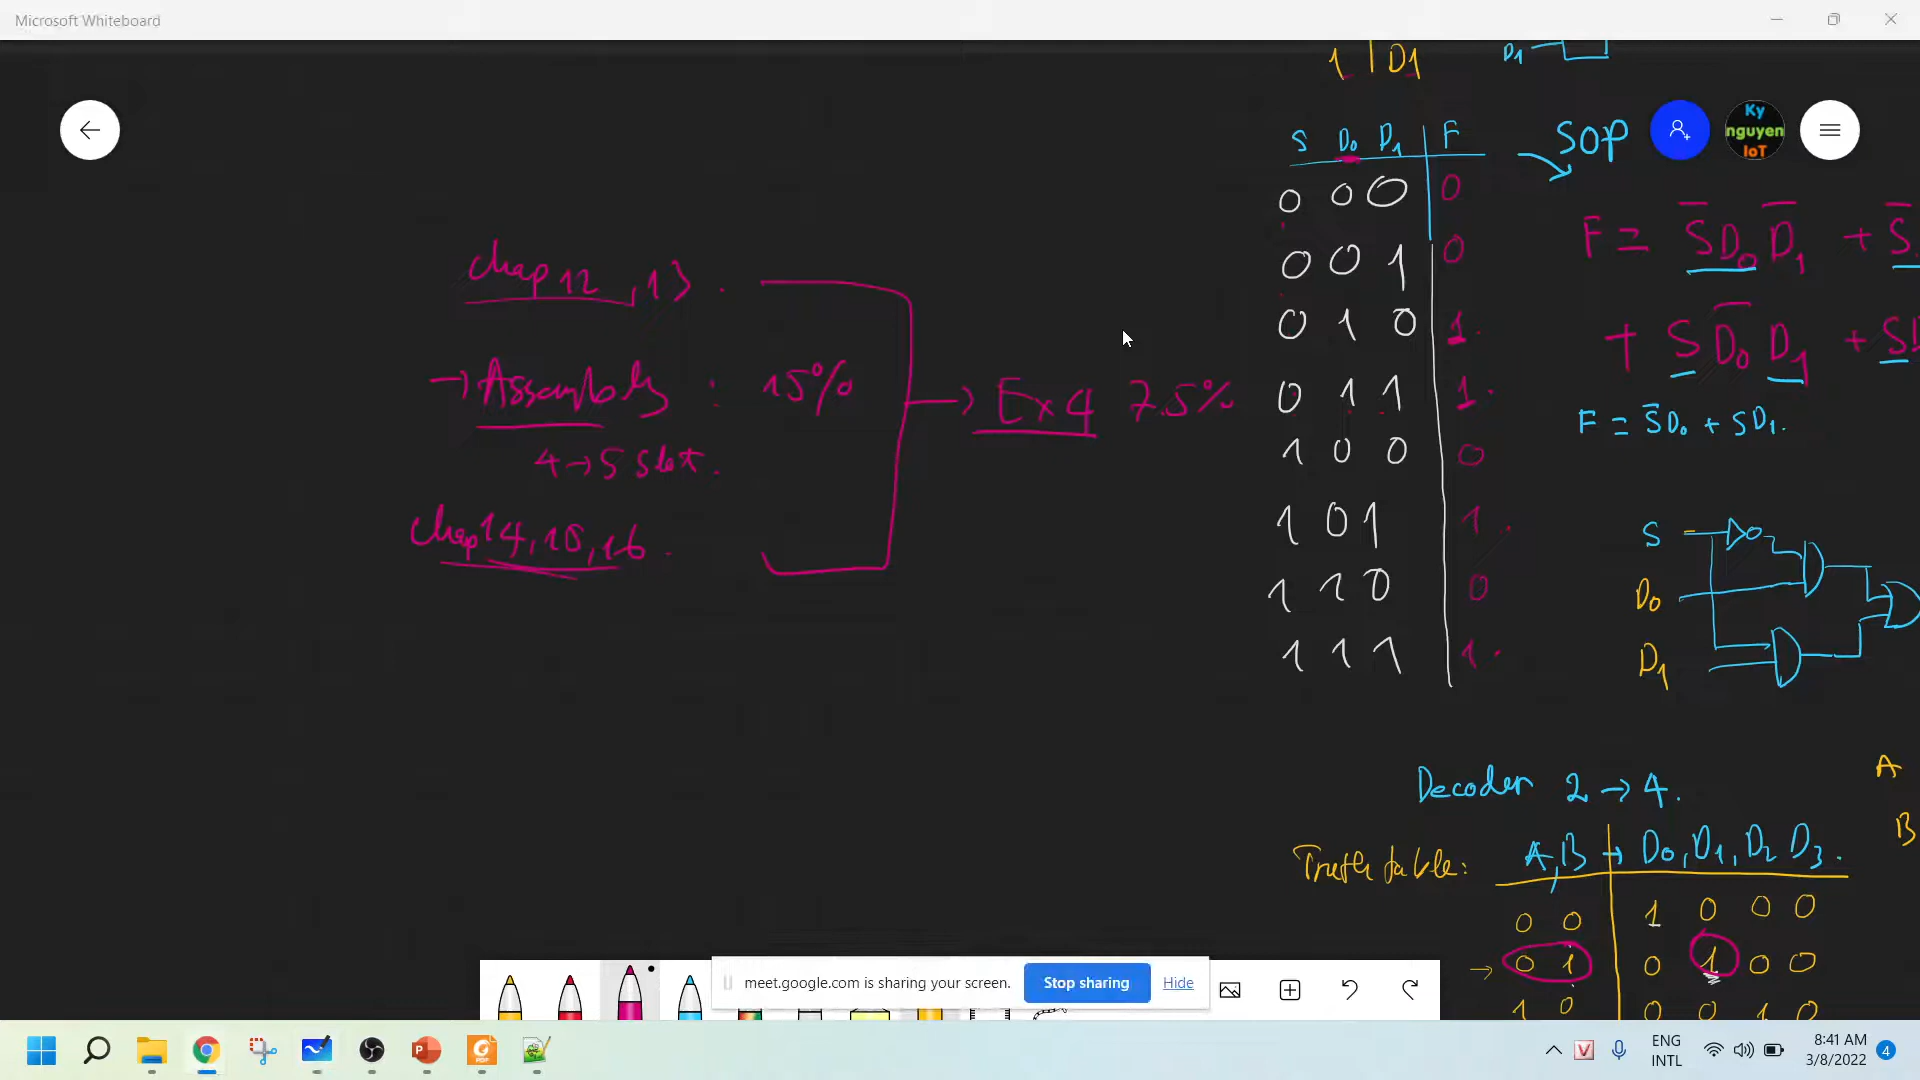 Microsoft Whiteboard
1 | D1
D1
chap 12, 13.
→ Assembly : 15%
4 → 5 slot.
chap 14, 15, 16.
→ Ex 4 7.5%
S D0 D1 | F
0 0 0 0
0 0 1 0
0 1 0 1.
0 1 1 1.
1 0 0 0
1 0 1 1.
1 1 0 0
1 1 1 1.
SOP
Ky
nguyen
IoT
F = S̅D0D̅1 + S̅
+ SD̅0D1 + SD
F = S̅D0 + SD1.
S
D0
D1
Decoder 2 → 4.
A
B
Truth table:
A, B → D0, D1, D2 D3.
0 0 1 0 0 0
→ 0 1 0 1 0 0
1 0 0 0 1 0
meet.google.com is sharing your screen.
Stop sharing
Hide
ENG
INTL
8:41 AM
3/8/2022
4